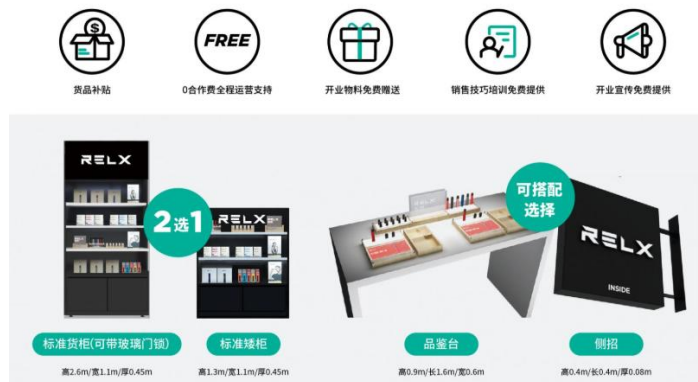 $
FREE
货品补贴
0合作费全程运营支持
开业物料免费赠送
销售技巧培训免费提供
开业宣传免费提供
RELX
2选1
RELX
可搭配
选择
RELX
INSIDE
标准货柜(可带玻璃门锁)
标准矮柜
品鉴台
侧招
高2.6m/宽1.1m/厚0.45m
高1.3m/宽1.1m/厚0.45m
高0.9m/长1.6m/宽0.6m
高0.4m/长0.4m/厚0.08m